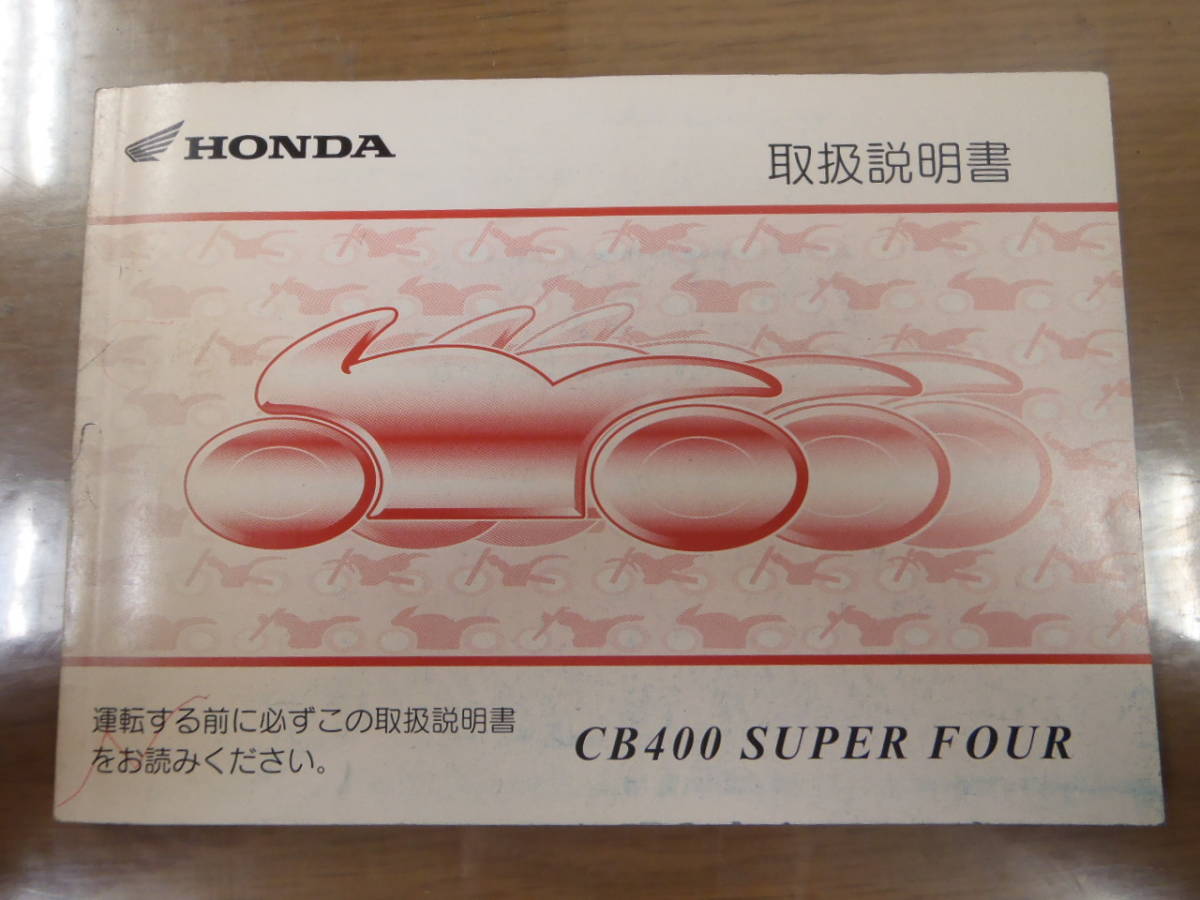 HONDA
取扱説明書
運転する前に必ずこの取扱説明書
をお読みください。
CB400 SUPER FOUR